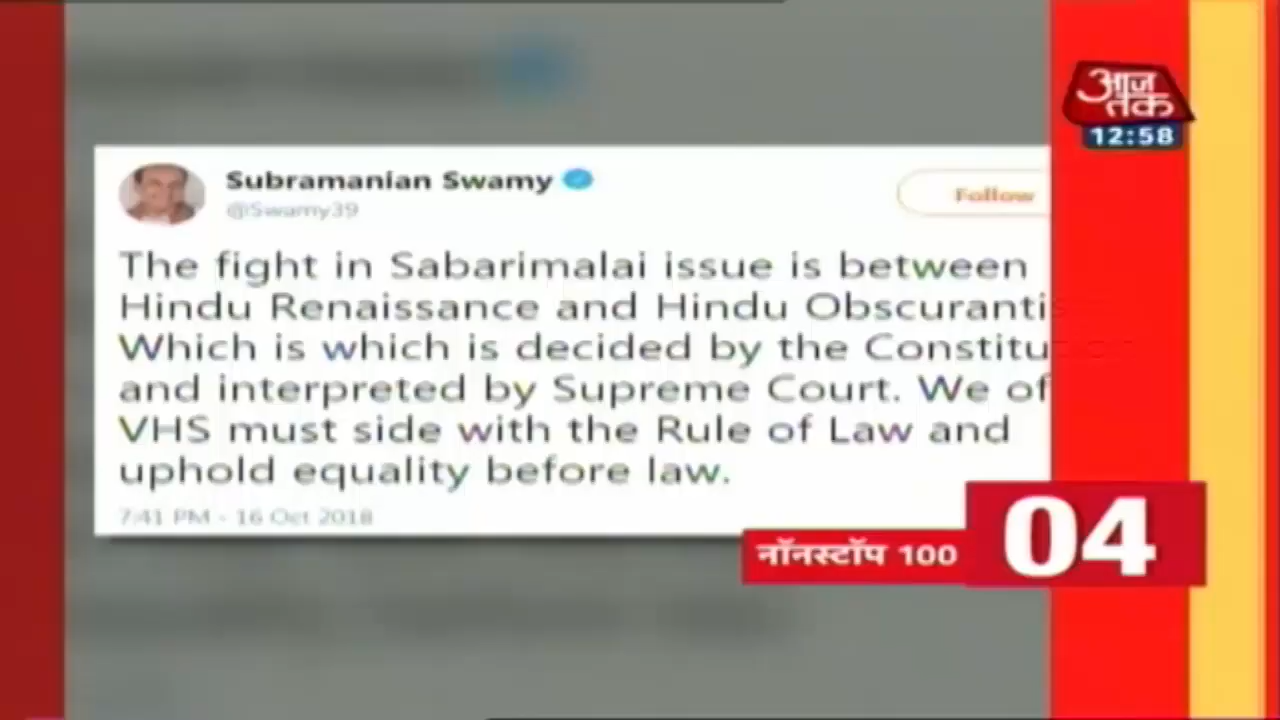 आज
तक
12:58
Subramanian Swamy
@Swamy39
Follow
The fight in Sabarimalai issue is between
Hindu Renaissance and Hindu Obscurantis
Which is which is decided by the Constitution
and interpreted by Supreme Court. We of
VHS must side with the Rule of Law and
uphold equality before law.
7:41 PM - 16 Oct 2018
नॉनस्टॉप 100
04